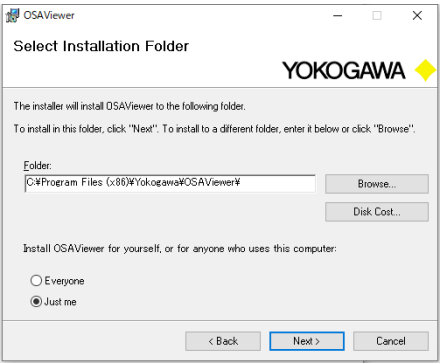 OSAViewer
Select Installation Folder
YOKOGAWA
The installer will install OSAViewer to the following folder.
To install in this folder, click "Next". To install to a different folder, enter it below or click "Browse".
Folder:
C:¥Program Files (x86)¥Yokogawa¥OSAViewer¥
Browse...
Disk Cost...
Install OSAViewer for yourself, or for anyone who uses this computer:
Everyone
Just me
< Back
Next >
Cancel